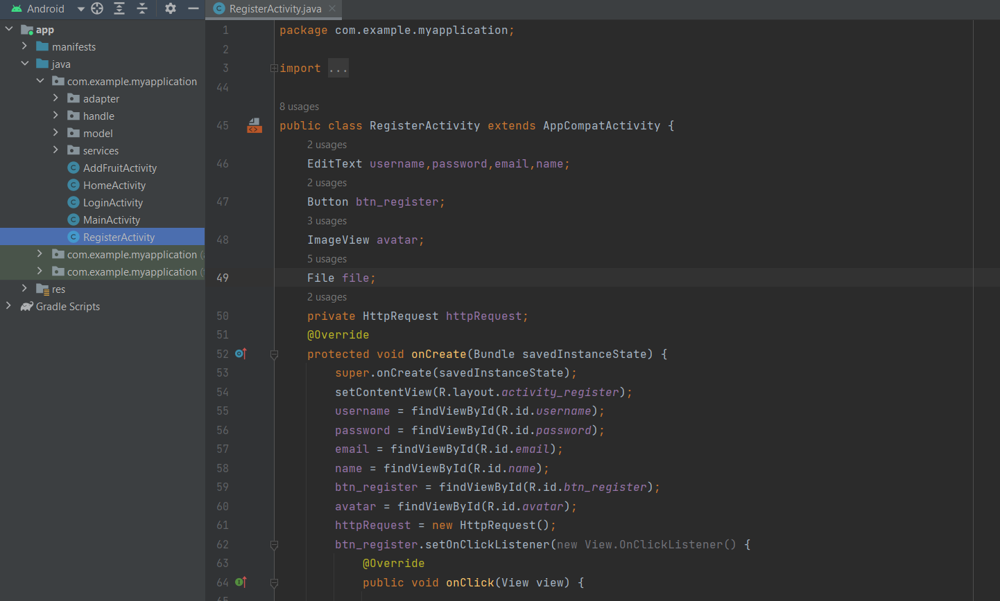 Android
RegisterActivity.java
app
manifests
java
com.example.myapplication
adapter
handle
model
services
AddFruitActivity
HomeActivity
LoginActivity
MainActivity
RegisterActivity
com.example.myapplication
com.example.myapplication
res
Gradle Scripts
1 package com.example.myapplication;
2
3 import ...
44
8 usages
45 public class RegisterActivity extends AppCompatActivity {
2 usages
46 EditText username,password,email,name;
2 usages
47 Button btn_register;
3 usages
48 ImageView avatar;
5 usages
49 File file;
2 usages
50 private HttpRequest httpRequest;
51 @Override
52 protected void onCreate(Bundle savedInstanceState) {
53 super.onCreate(savedInstanceState);
54 setContentView(R.layout.activity_register);
55 username = findViewById(R.id.username);
56 password = findViewById(R.id.password);
57 email = findViewById(R.id.email);
58 name = findViewById(R.id.name);
59 btn_register = findViewById(R.id.btn_register);
60 avatar = findViewById(R.id.avatar);
61 httpRequest = new HttpRequest();
62 btn_register.setOnClickListener(new View.OnClickListener() {
63 @Override
64 public void onClick(View view) {